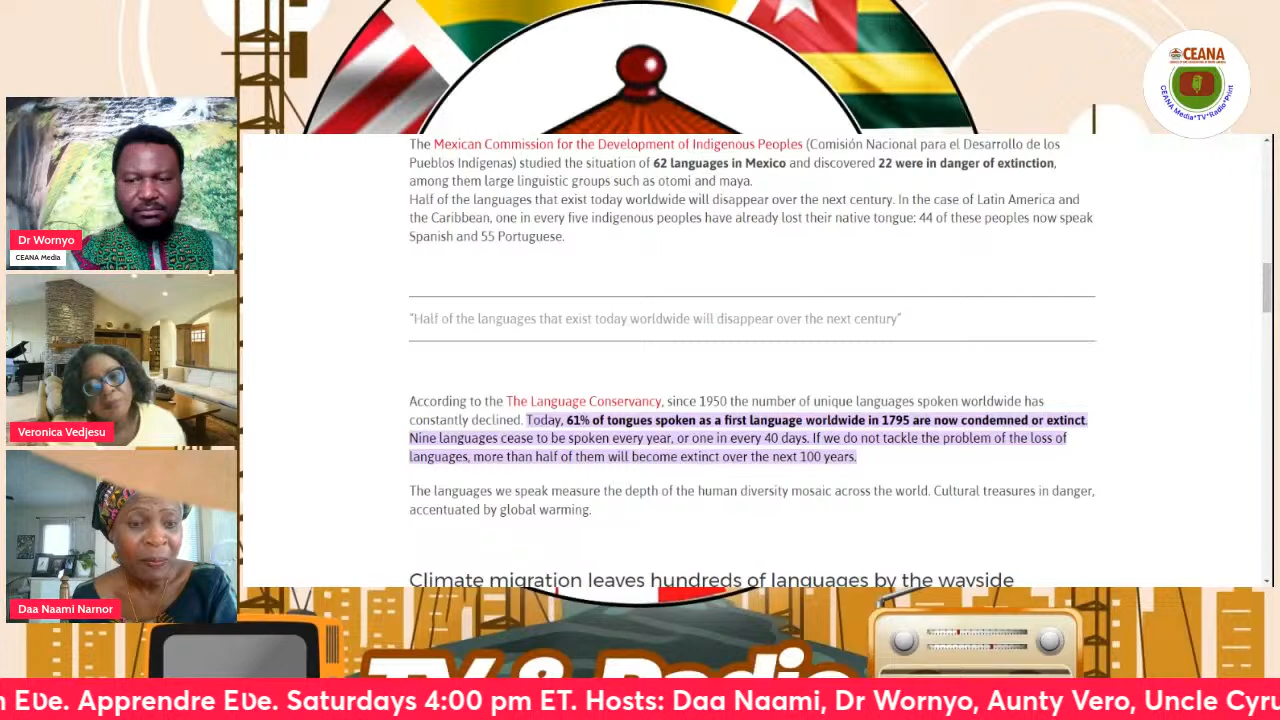 CEANA
CEANA Media*TV*Radio*Print
The Mexican Commission for the Development of Indigenous Peoples (Comisión Nacional para el Desarrollo de los
Pueblos Indígenas) studied the situation of 62 languages in Mexico and discovered 22 were in danger of extinction,
among them large linguistic groups such as otomi and maya.
Half of the languages that exist today worldwide will disappear over the next century. In the case of Latin America and
the Caribbean, one in every five indigenous peoples have already lost their native tongue: 44 of these peoples now speak
Spanish and 55 Portuguese.
"Half of the languages that exist today worldwide will disappear over the next century"
According to the The Language Conservancy, since 1950 the number of unique languages spoken worldwide has
constantly declined. Today, 61% of tongues spoken as a first language worldwide in 1795 are now condemned or extinct.
Nine languages cease to be spoken every year, or one in every 40 days. If we do not tackle the problem of the loss of
languages, more than half of them will become extinct over the next 100 years.
The languages we speak measure the depth of the human diversity mosaic across the world. Cultural treasures in danger,
accentuated by global warming.
Climate migration leaves hundreds of languages by the wayside
Dr Wornyo
CEANA Media
Veronica Vedjesu
Daa Naami Narnor
TV & Radio
n Eʋe. Apprendre Eʋe. Saturdays 4:00 pm ET. Hosts: Daa Naami, Dr Wornyo, Aunty Vero, Uncle Cyru